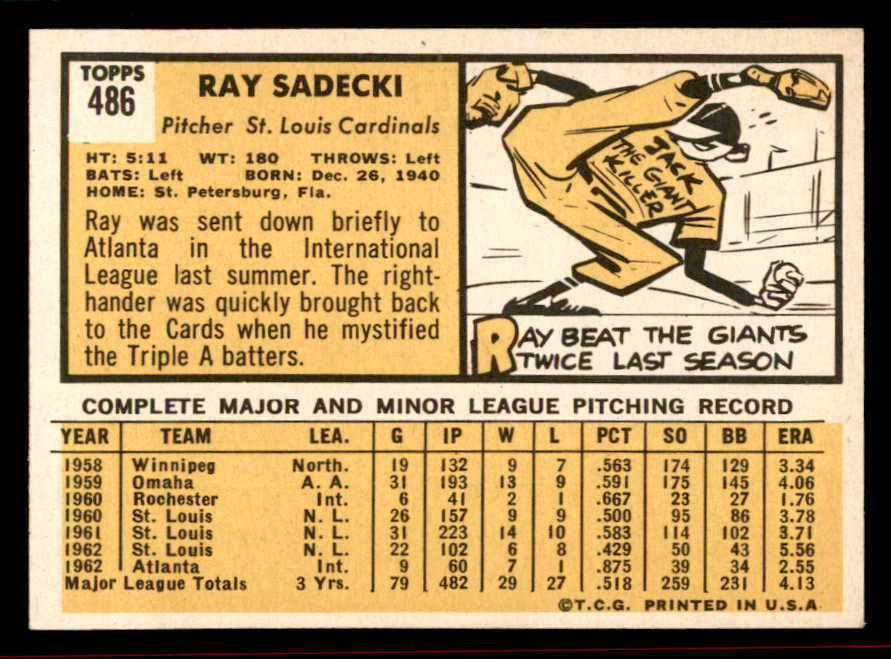 TOPPS
486
RAY SADECKI
Pitcher St. Louis Cardinals
HT: 5:11 WT: 180 THROWS: Left
BATS: Left BORN: Dec. 26, 1940
HOME: St. Petersburg, Fla.
Ray was sent down briefly to
Atlanta in the International
League last summer. The right-
hander was quickly brought back
to the Cards when he mystified
the Triple A batters.
JACK
THE GIANT
KILLER
RAY BEAT THE GIANTS
TWICE LAST SEASON
COMPLETE MAJOR AND MINOR LEAGUE PITCHING RECORD
YEAR TEAM LEA. G IP W L PCT SO BB ERA
1958 Winnipeg North. 19 132 9 7 .563 174 129 3.34
1959 Omaha A. A. 31 193 13 9 .591 175 145 4.06
1960 Rochester Int. 6 41 2 1 .667 23 27 1.76
1960 St. Louis N. L. 26 157 9 9 .500 95 86 3.78
1961 St. Louis N. L. 31 223 14 10 .583 114 102 3.71
1962 St. Louis N. L. 22 102 6 8 .429 50 43 5.56
1962 Atlanta Int. 9 60 7 1 .875 39 34 2.55
Major League Totals 3 Yrs. 79 482 29 27 .518 259 231 4.13
©T.C.G. PRINTED IN U.S.A.